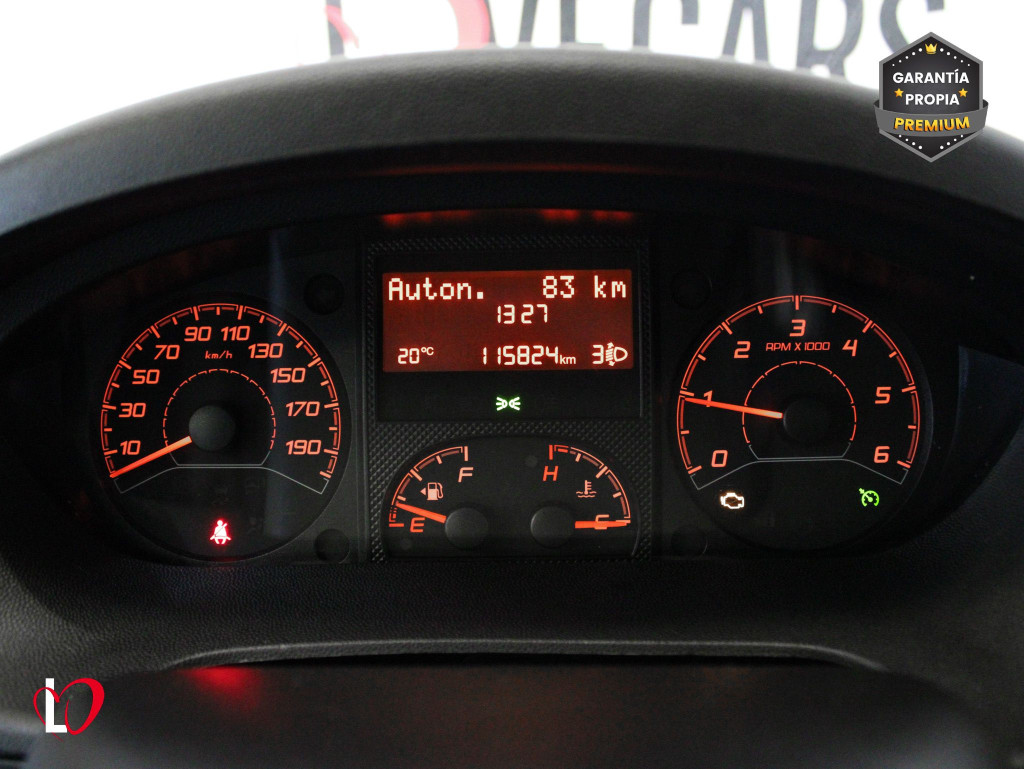 VECARS
GARANTÍA
PROPIA
PREMIUM
Auton. 83 km
13 27
20°C 115824km 3
10
30
50
70
90
110
130
150
170
190
km/h
0
1
2
3
4
5
6
RPM X 1000
E
F
H
C
L